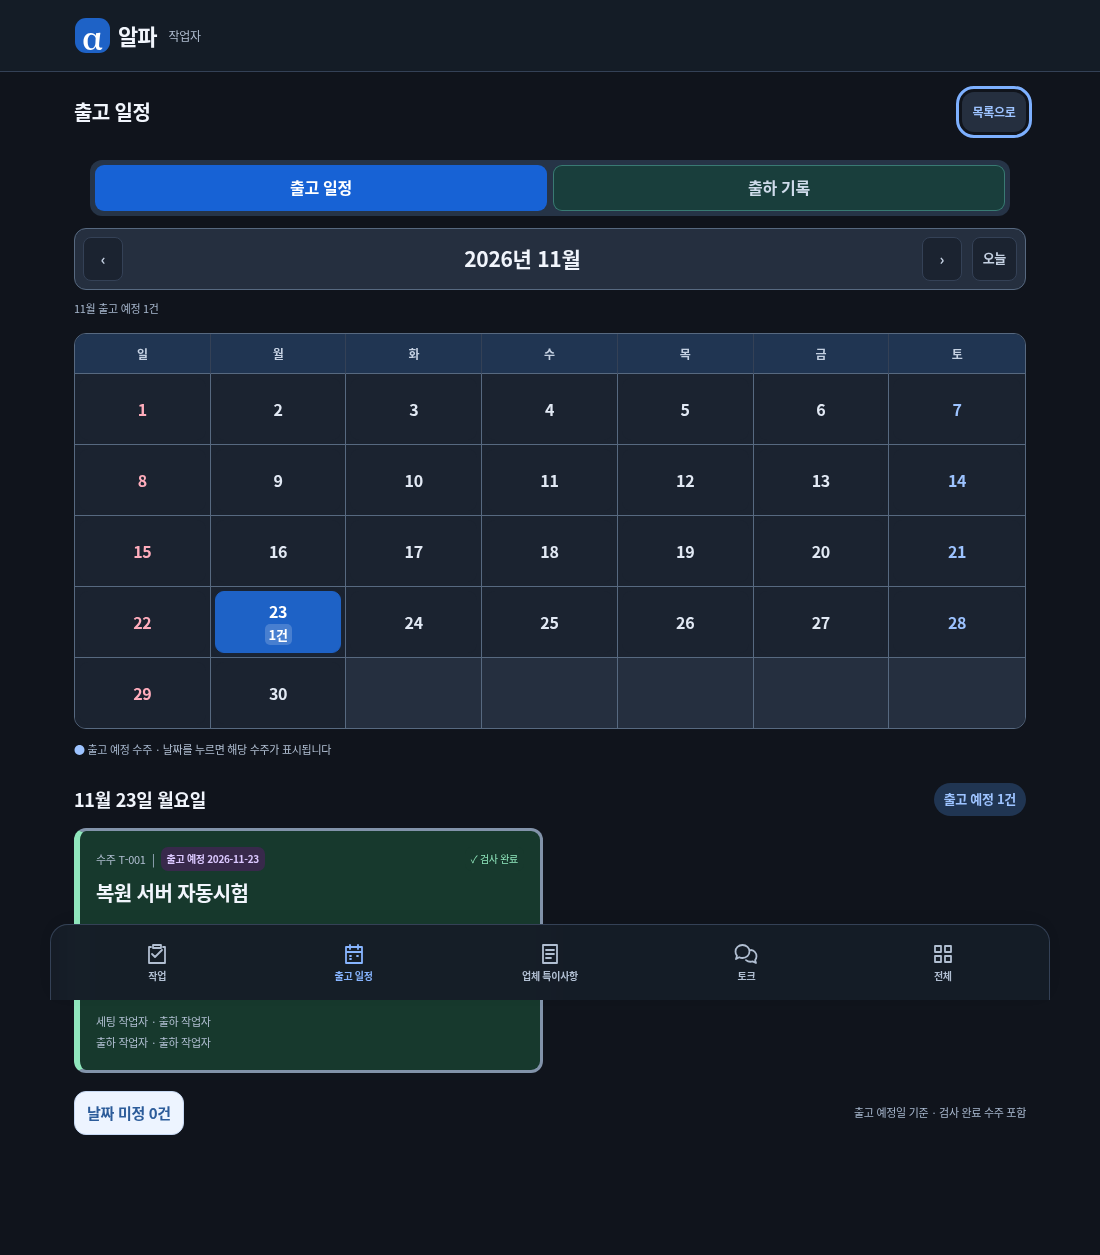 α 알파 작업자
출고 일정
목록으로
출고 일정 출하 기록
‹ 2026년 11월 › 오늘
11월 출고 예정 1건
일 월 화 수 목 금 토
1 2 3 4 5 6 7
8 9 10 11 12 13 14
15 16 17 18 19 20 21
22 23 24 25 26 27 28
1건
29 30
출고 예정 수주 · 날짜를 누르면 해당 수주가 표시됩니다
11월 23일 월요일
출고 예정 1건
수주 T-001 | 출고 예정 2026-11-23 ✓ 검사 완료
복원 서버 자동시험
작업 출고 일정 업체 특이사항 토크 전체
세팅 작업자 · 출하 작업자
출하 작업자 · 출하 작업자
날짜 미정 0건
출고 예정일 기준 · 검사 완료 수주 포함